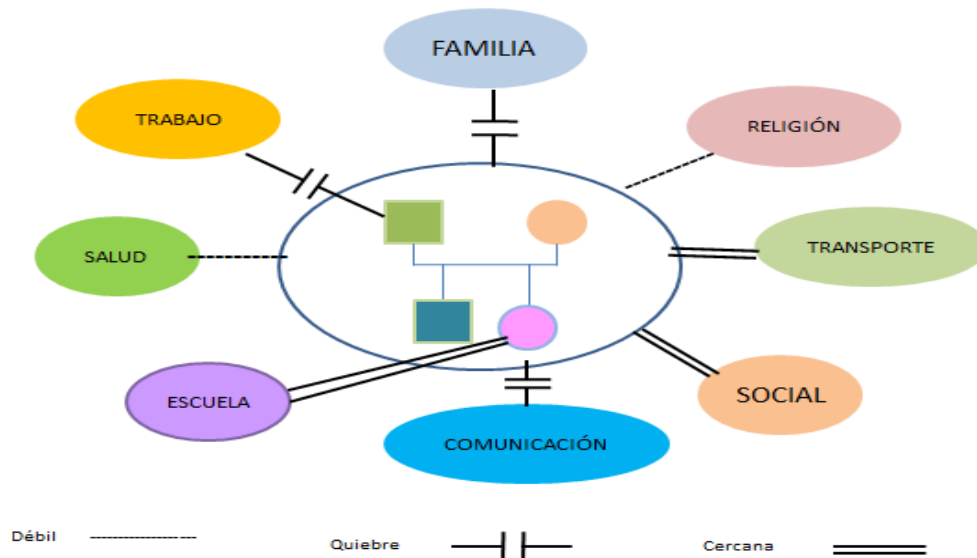 FAMILIA
TRABAJO
RELIGIÓN
SALUD
TRANSPORTE
ESCUELA
SOCIAL
COMUNICACIÓN
Débil
Quiebre
Cercana